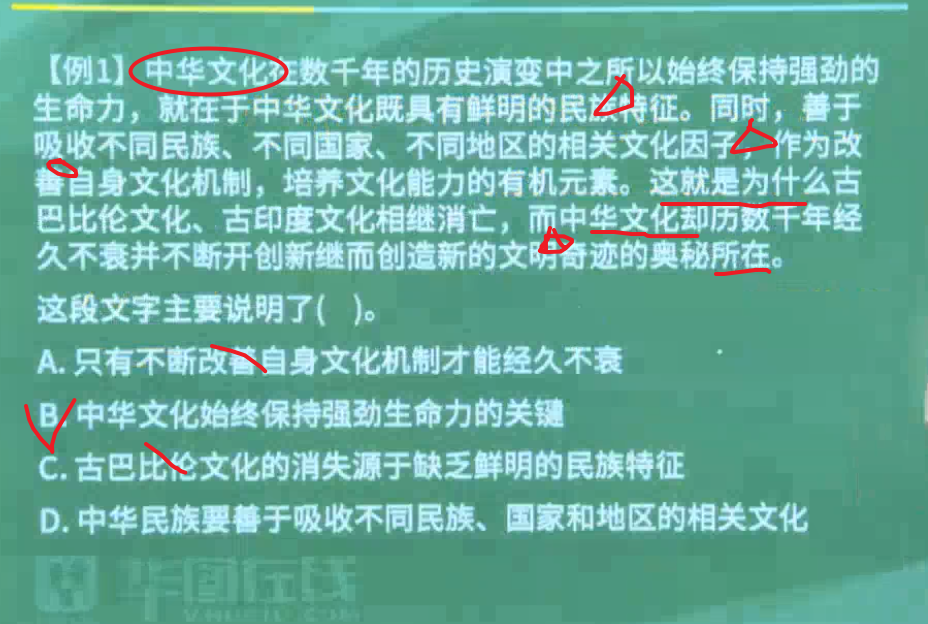 【例1】中华文化在数千年的历史演变中之所以始终保持强劲的
生命力，就在于中华文化既具有鲜明的民族特征。同时，善于
吸收不同民族、不同国家、不同地区的相关文化因子，作为改
善自身文化机制，培养文化能力的有机元素。这就是为什么古
巴比伦文化、古印度文化相继消亡，而中华文化却历数千年经
久不衰并不断开创新继而创造新的文明奇迹的奥秘所在。
这段文字主要说明了( )。
A. 只有不断改善自身文化机制才能经久不衰
B. 中华文化始终保持强劲生命力的关键
C. 古巴比伦文化的消失源于缺乏鲜明的民族特征
D. 中华民族要善于吸收不同民族、国家和地区的相关文化
华图在线